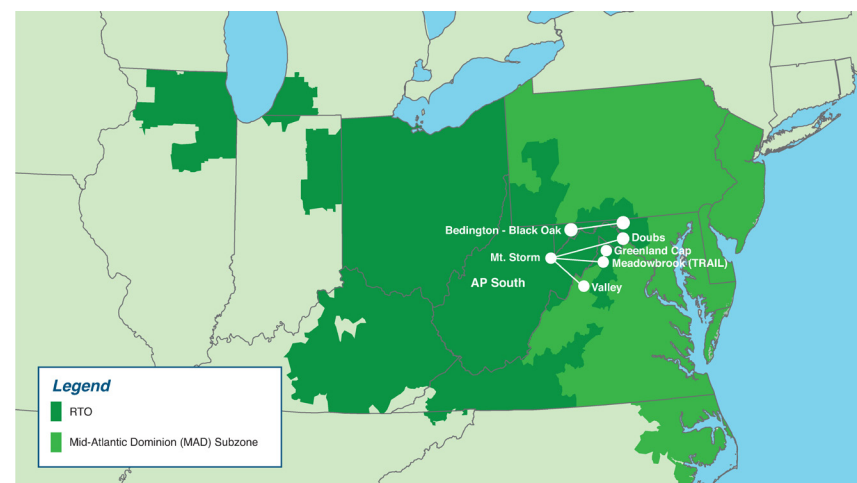 Bedington - Black Oak
Doubs
Greenland Cap
Mt. Storm
Meadowbrook (TRAIL)
AP South
Valley
Legend
RTO
Mid-Atlantic Dominion (MAD) Subzone